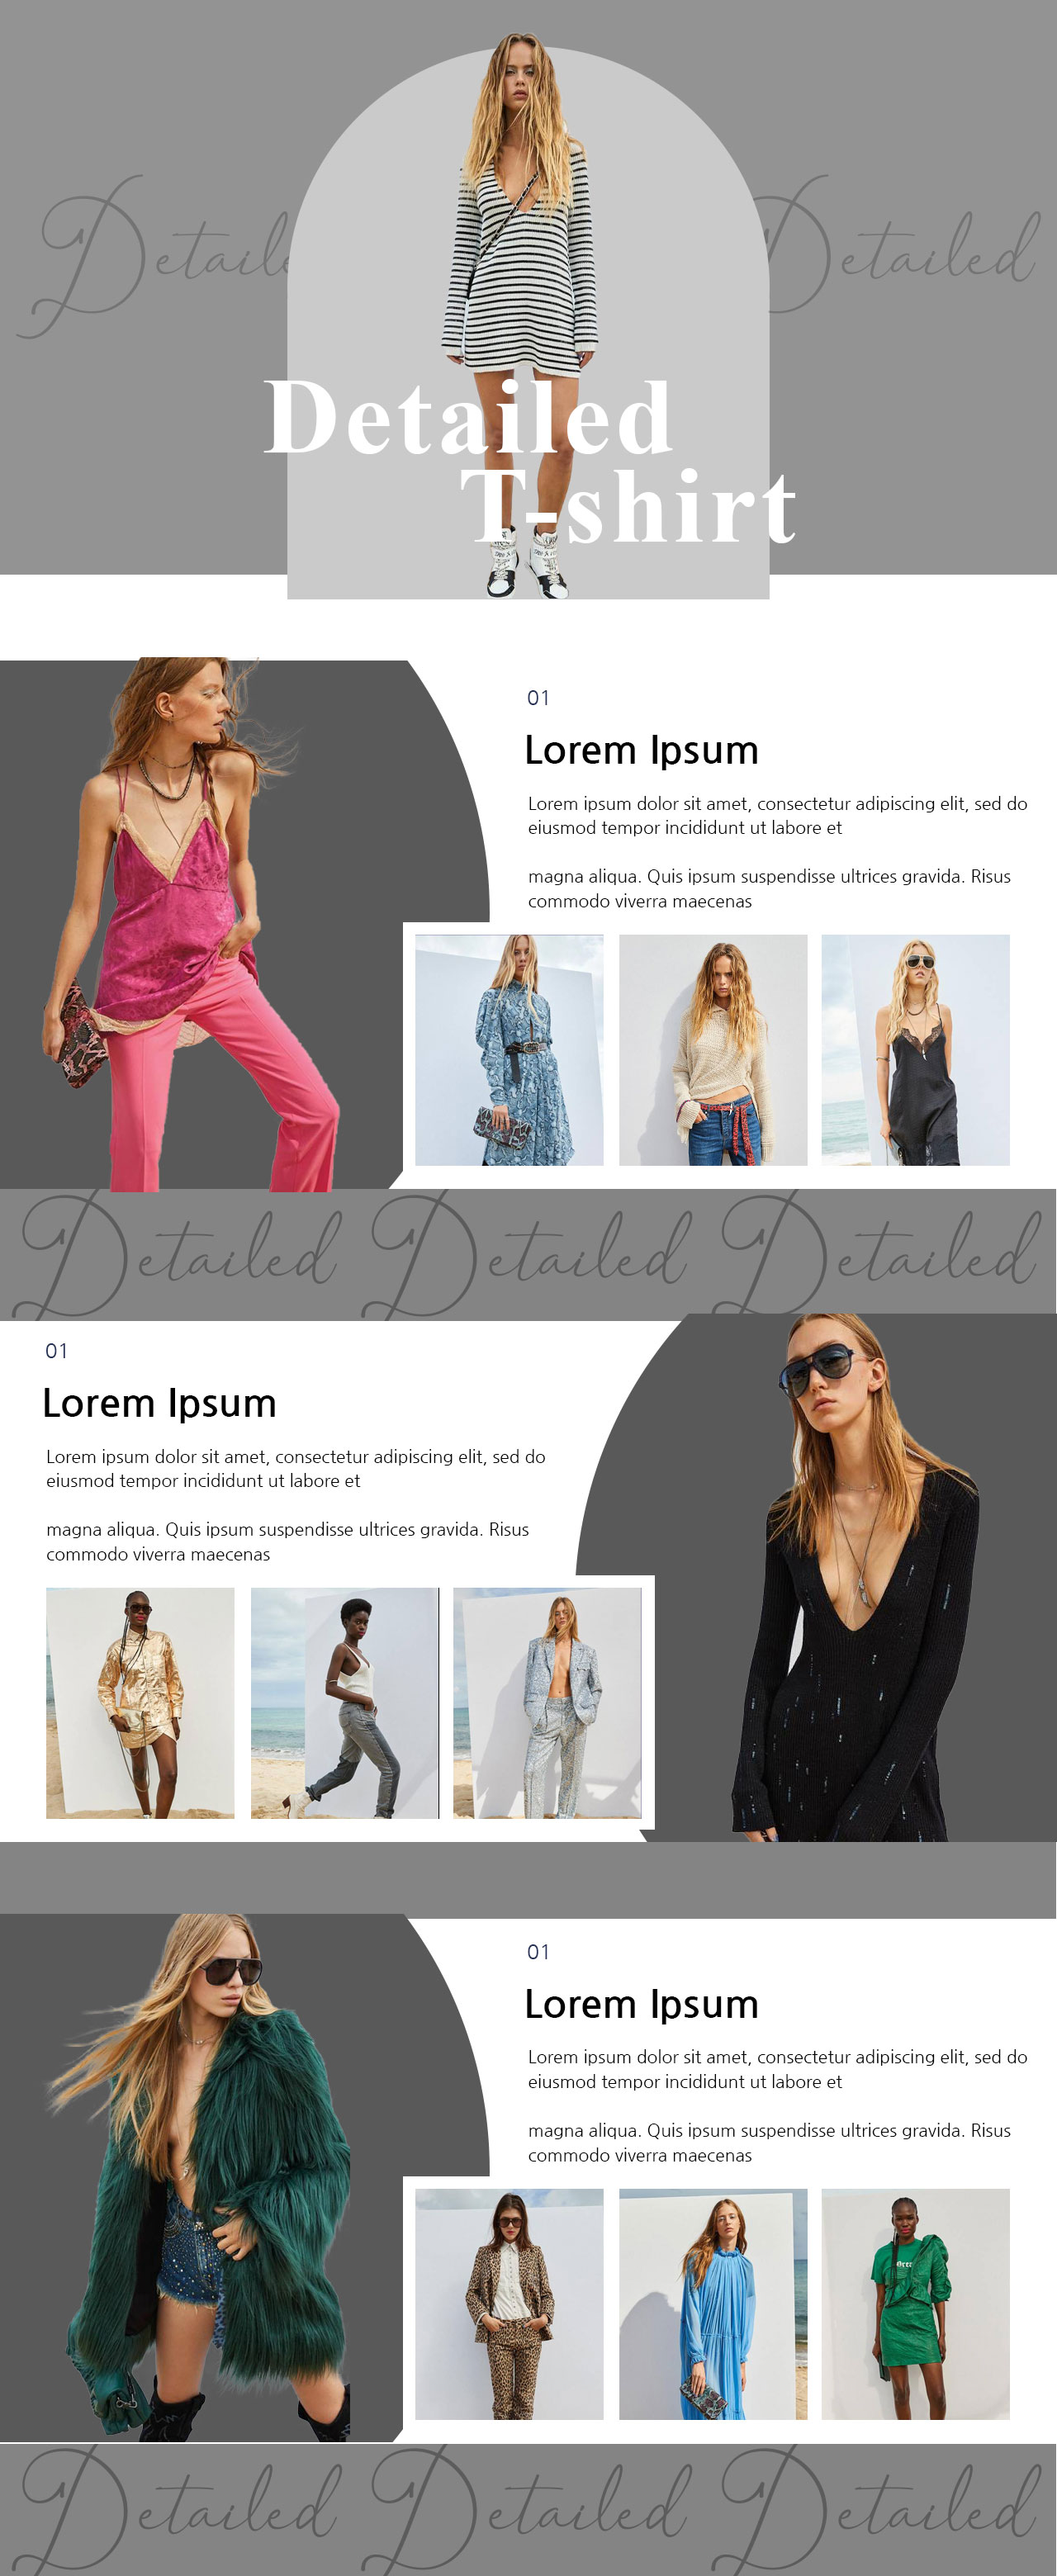 Detailed
Detailed
Detailed
T-shirt
01
Lorem Ipsum
Lorem ipsum dolor sit amet, consectetur adipiscing elit, sed do
eiusmod tempor incididunt ut labore et
magna aliqua. Quis ipsum suspendisse ultrices gravida. Risus
commodo viverra maecenas
Detailed Detailed Detailed
01
Lorem Ipsum
Lorem ipsum dolor sit amet, consectetur adipiscing elit, sed do
eiusmod tempor incididunt ut labore et
magna aliqua. Quis ipsum suspendisse ultrices gravida. Risus
commodo viverra maecenas
01
Lorem Ipsum
Lorem ipsum dolor sit amet, consectetur adipiscing elit, sed do
eiusmod tempor incididunt ut labore et
magna aliqua. Quis ipsum suspendisse ultrices gravida. Risus
commodo viverra maecenas
Detailed Detailed Detailed